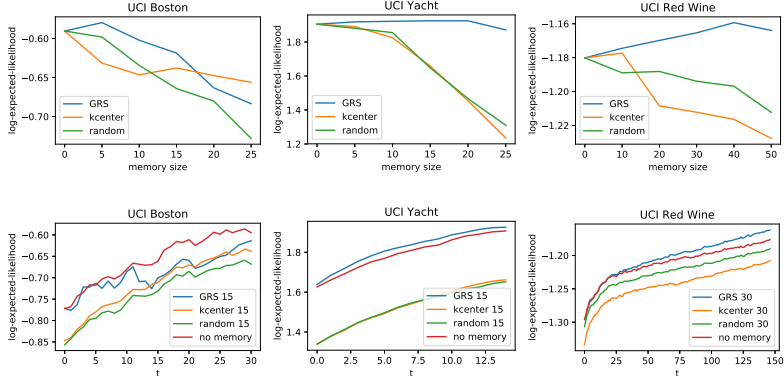 UCI Boston
log-expected-likelihood
−0.60
−0.65
−0.70
GRS
kcenter
random
0 5 10 15 20 25
memory size
UCI Yacht
log-expected-likelihood
1.8
1.6
1.4
1.2
GRS
kcenter
random
0 5 10 15 20 25
memory size
UCI Red Wine
log-expected-likelihood
−1.16
−1.18
−1.20
−1.22
GRS
kcenter
random
0 10 20 30 40 50
memory size
UCI Boston
log-expected-likelihood
−0.60
−0.65
−0.70
−0.75
−0.80
−0.85
GRS 15
kcenter 15
random 15
no memory
0 5 10 15 20 25 30
t
UCI Yacht
log-expected-likelihood
1.8
1.6
1.4
GRS 15
kcenter 15
random 15
no memory
0.0 2.5 5.0 7.5 10.0 12.5
t
UCI Red Wine
log-expected-likelihood
−1.20
−1.25
−1.30
GRS 30
kcenter 30
random 30
no memory
0 25 50 75 100 125 150
t